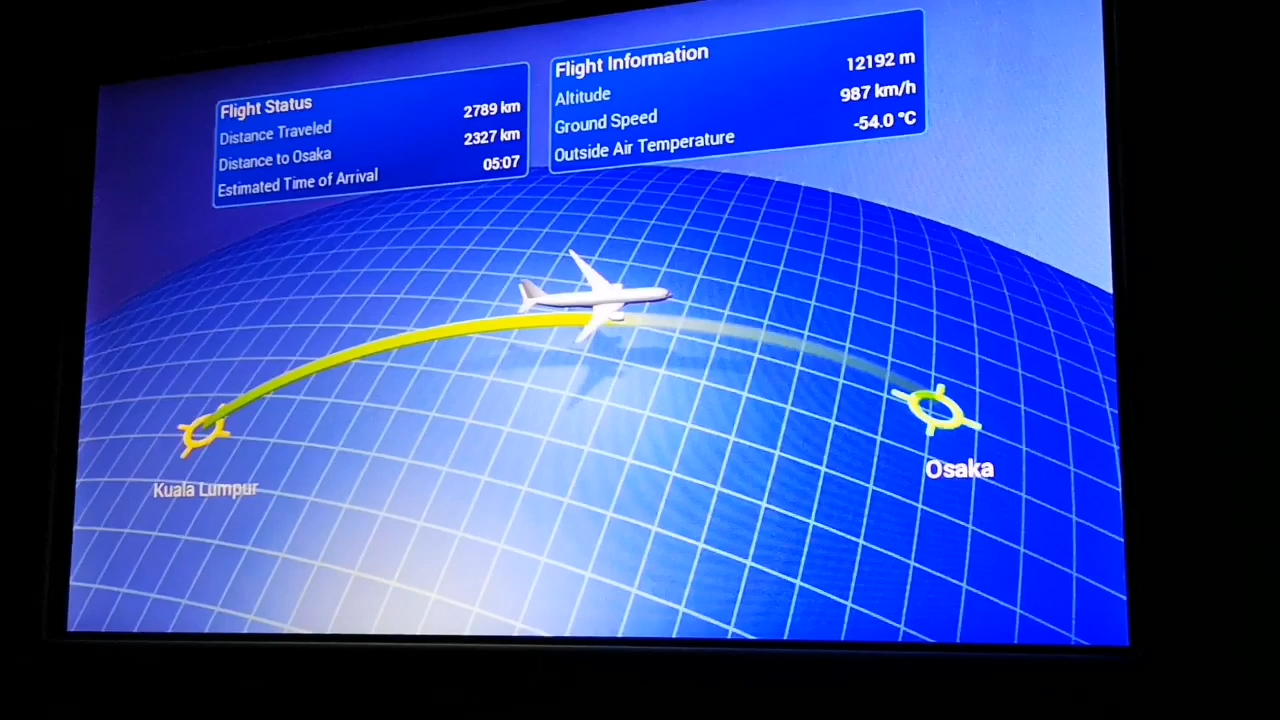 Flight Status
Distance Traveled 2789 km
Distance to Osaka 2327 km
Estimated Time of Arrival 05:07
Flight Information
Altitude 12192 m
Ground Speed 987 km/h
Outside Air Temperature -54.0 °C
Kuala Lumpur
Osaka